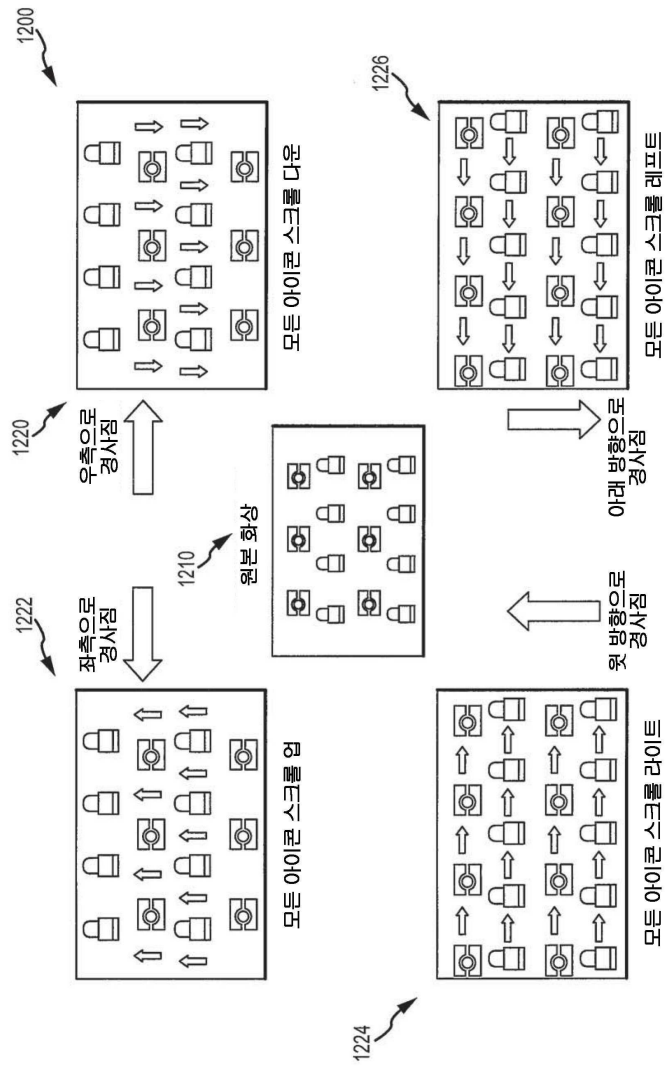 1222
1220
1200
좌측으로
경사짐
우측으로
경사짐
1210
원본 화상
모든 아이콘 스크롤 업
모든 아이콘 스크롤 다운
1224
1226
윗 방향으로
경사짐
아래 방향으로
경사짐
모든 아이콘 스크롤 라이트
모든 아이콘 스크롤 레프트